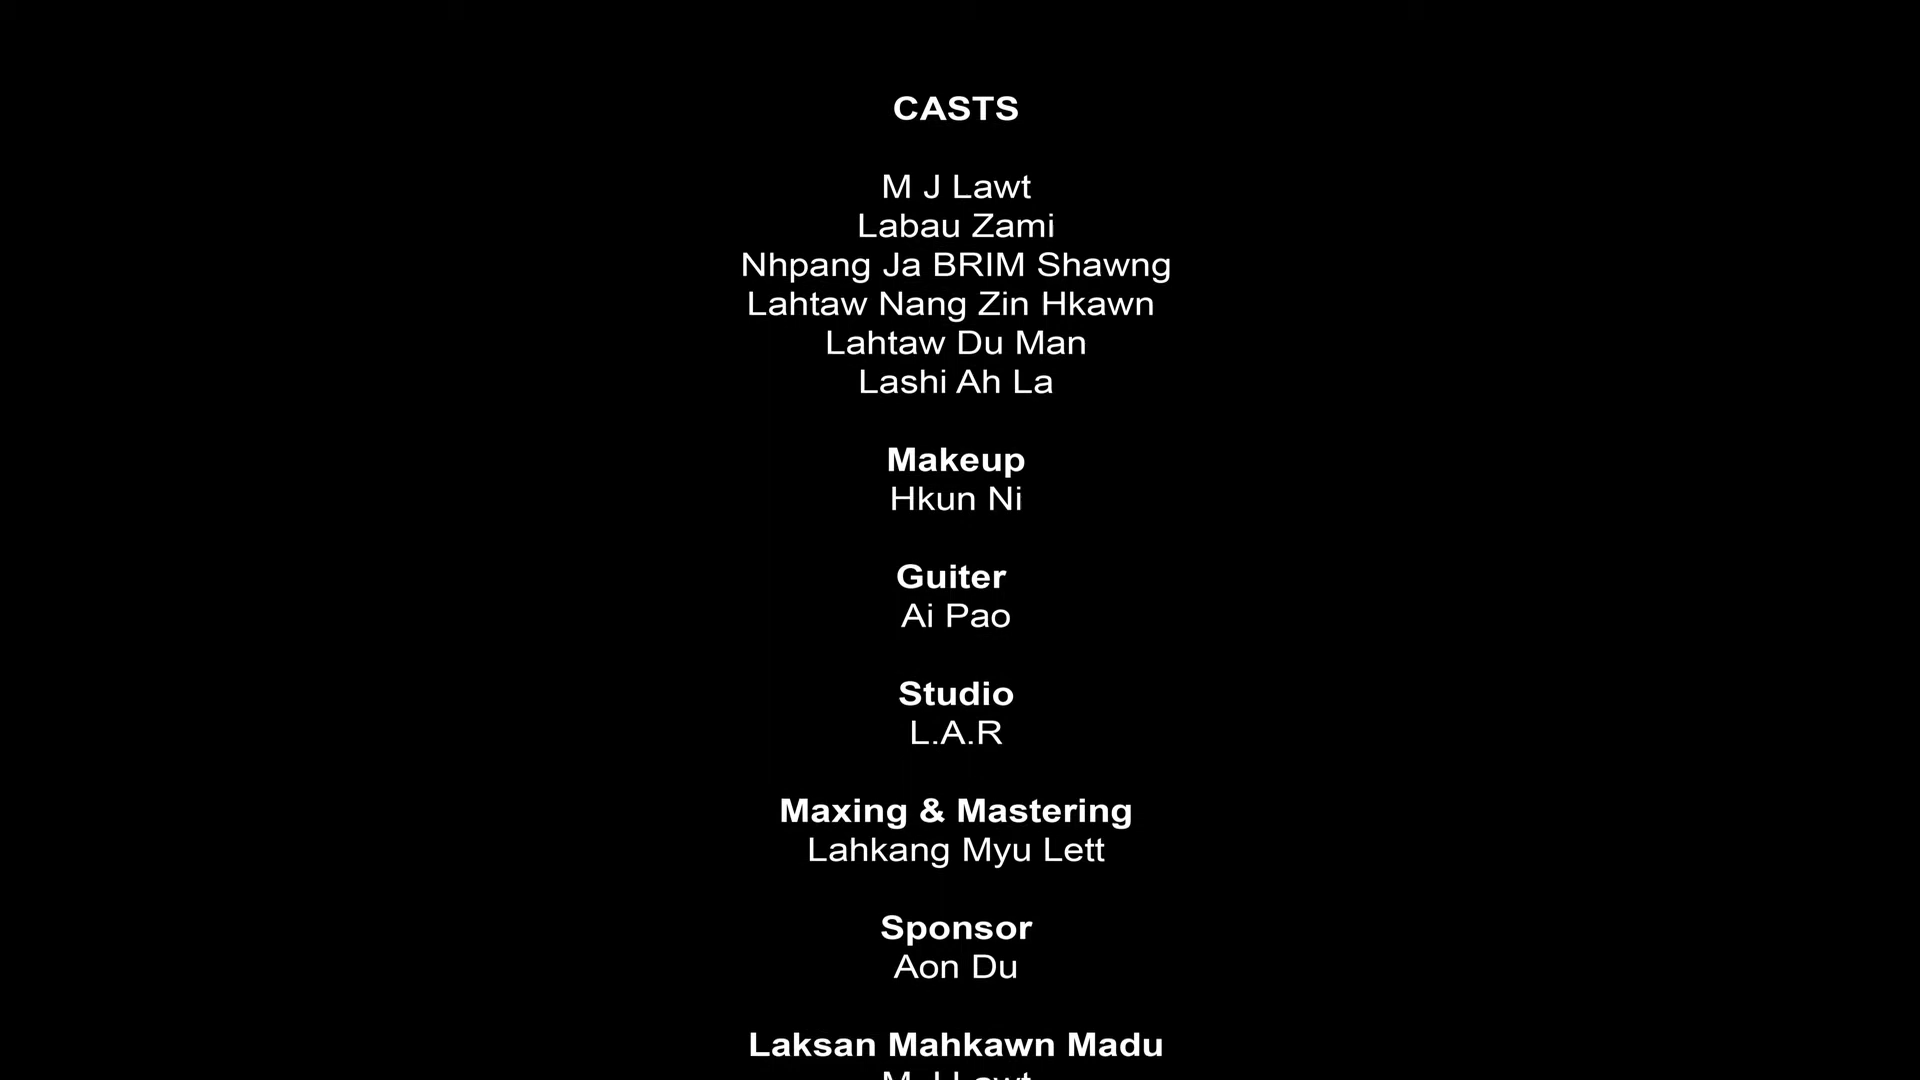 CASTS
M J Lawt
Labau Zami
Nhpang Ja BRIM Shawng
Lahtaw Nang Zin Hkawn
Lahtaw Du Man
Lashi Ah La
Makeup
Hkun Ni
Guiter
Ai Pao
Studio
L.A.R
Maxing & Mastering
Lahkang Myu Lett
Sponsor
Aon Du
Laksan Mahkawn Madu
M J Lawt